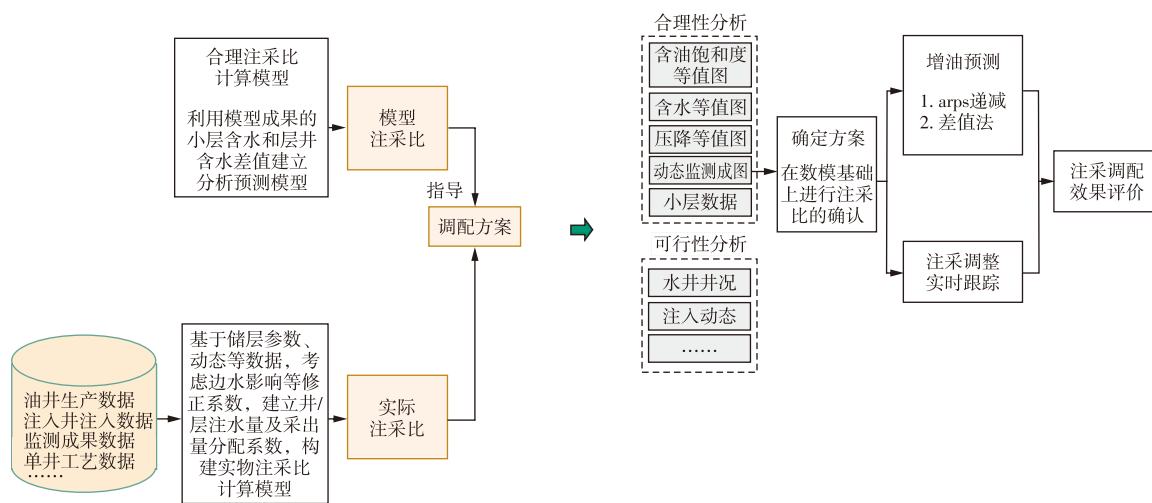 合理注采比
计算模型
利用模型成果的
小层含水和层井
含水差值建立
分析预测模型
模型
注采比
指导
调配方案
油井生产数据
注入井注入数据
监测成果数据
单井工艺数据
……
基于储层参数、
动态等数据，考
虑边水影响等修
正系数，建立井/
层注水量及采出
量分配系数，构
建实物注采比
计算模型
实际
注采比
合理性分析
含油饱和度
等值图
含水等值图
压降等值图
动态监测成图
小层数据
可行性分析
水井井况
注入动态
……
确定方案
在数模基础
上进行注采
比的确认
增油预测
1. arps递减
2. 差值法
注采调整
实时跟踪
注采调配
效果评价